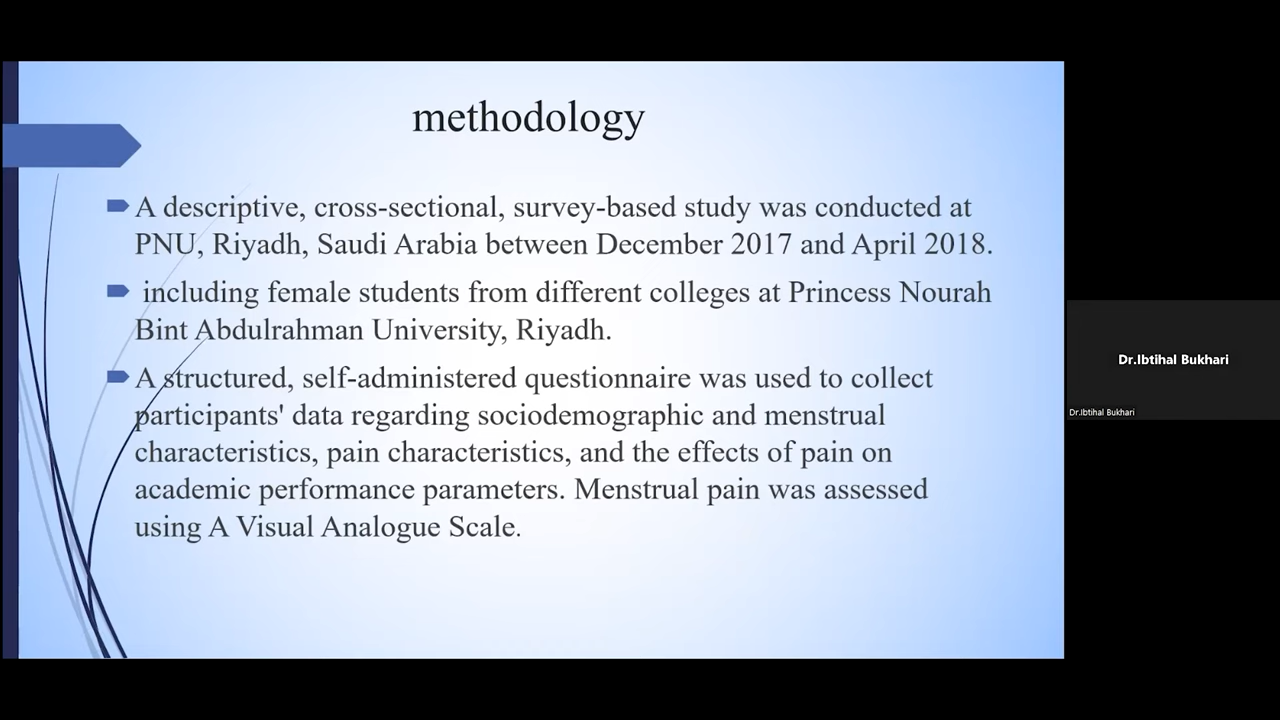 methodology
A descriptive, cross-sectional, survey-based study was conducted at
PNU, Riyadh, Saudi Arabia between December 2017 and April 2018.
including female students from different colleges at Princess Nourah
Bint Abdulrahman University, Riyadh.
A structured, self-administered questionnaire was used to collect
participants' data regarding sociodemographic and menstrual
characteristics, pain characteristics, and the effects of pain on
academic performance parameters. Menstrual pain was assessed
using A Visual Analogue Scale.
Dr.Ibtihal Bukhari
Dr.Ibtihal Bukhari